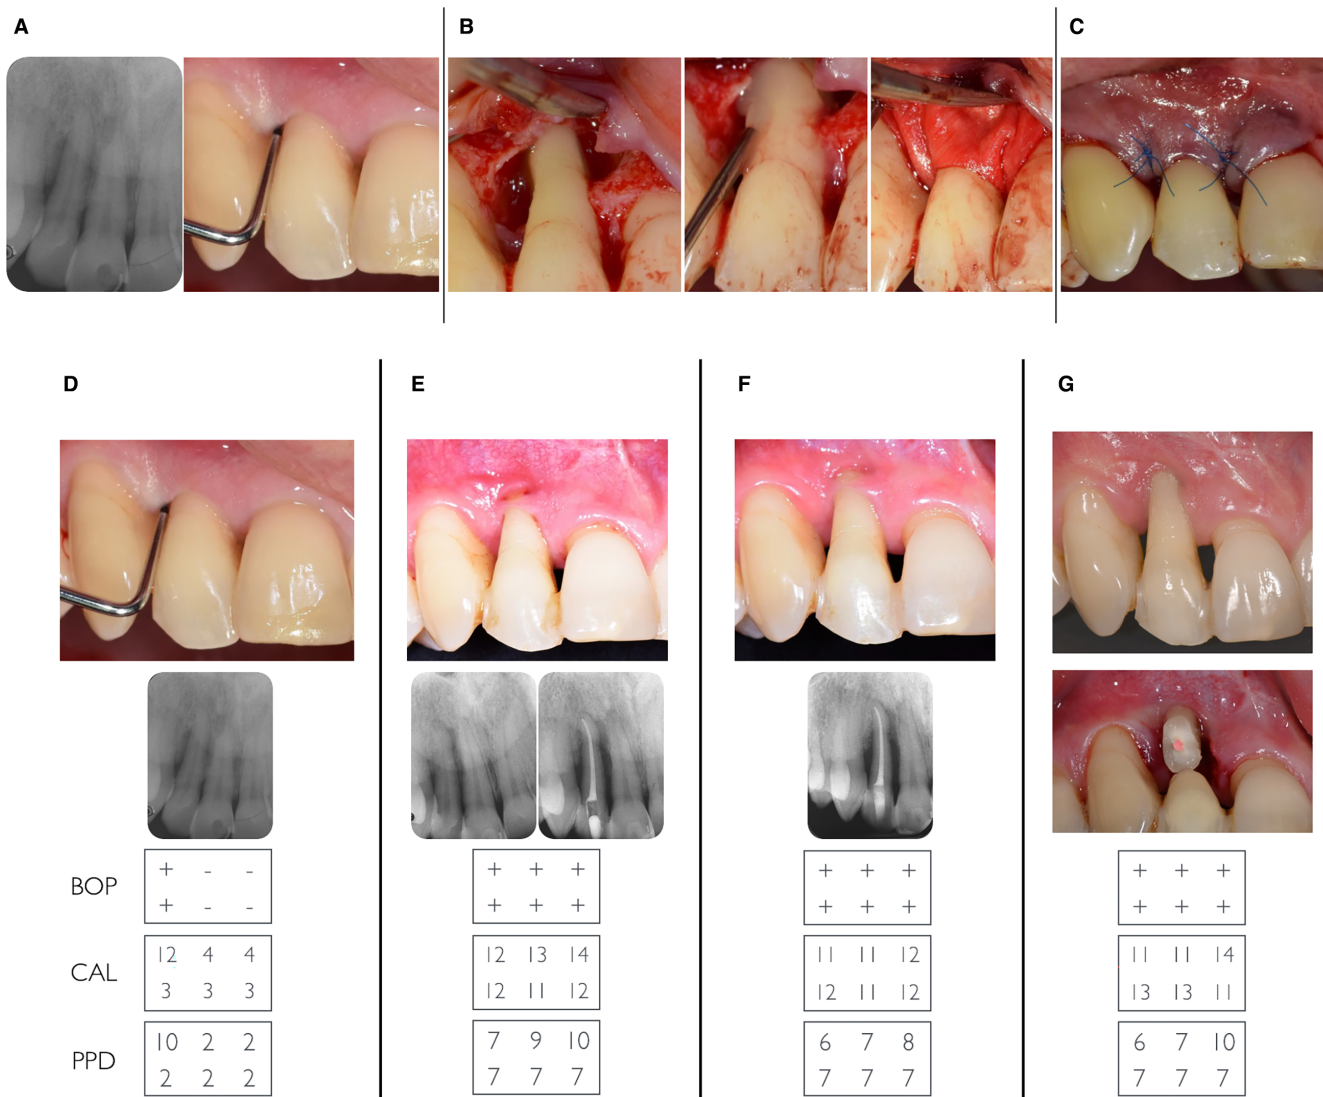 A B C
D E F G
BOP
+ - - + + + + + + + + +
+ - - + + + + + + + + +
CAL
12 4 4 12 13 14 11 11 12 11 11 14
3 3 3 12 11 12 12 11 12 13 13 11
PPD
10 2 2 7 9 10 6 7 8 6 7 10
2 2 2 7 7 7 7 7 7 7 7 7